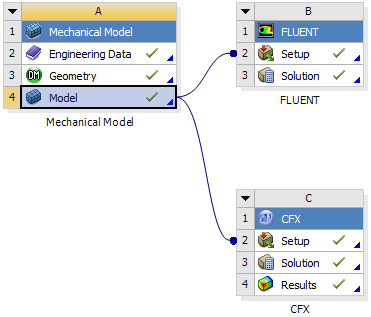 A
1 Mechanical Model
2 Engineering Data
3 DM Geometry
4 Model
Mechanical Model
B
1 FLUENT
2 Setup
3 Solution
FLUENT
C
1 CFX
2 Setup
3 Solution
4 Results
CFX